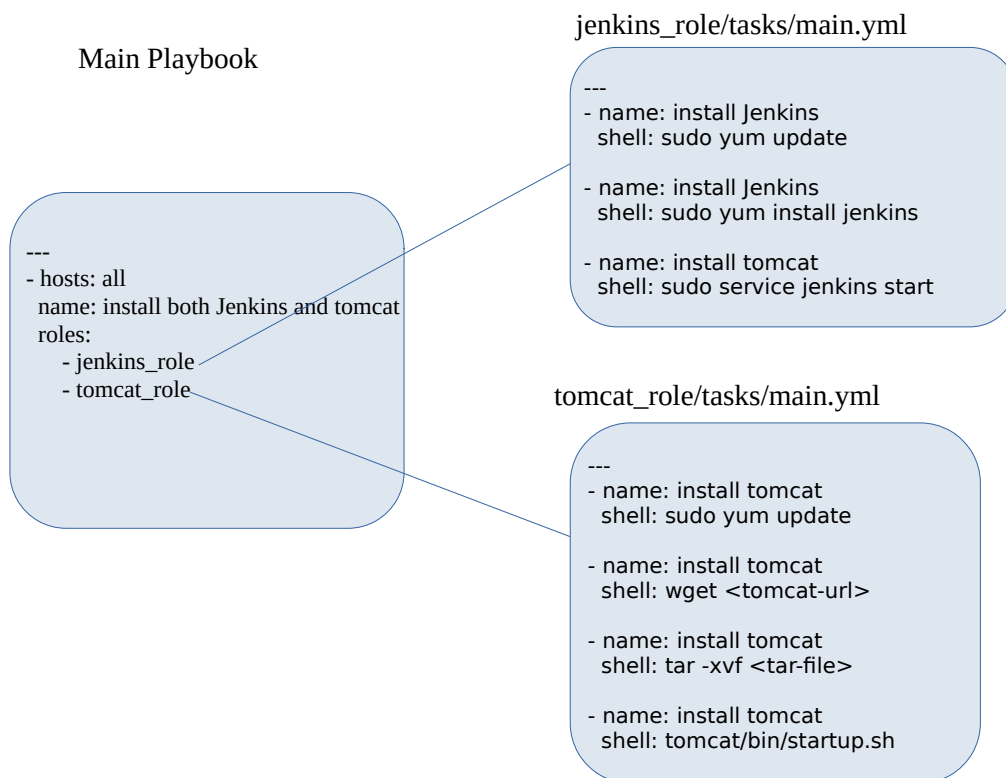 Main Playbook
---
- hosts: all
name: install both Jenkins and tomcat
roles:
- jenkins_role
- tomcat_role
jenkins_role/tasks/main.yml
---
- name: install Jenkins
shell: sudo yum update
- name: install Jenkins
shell: sudo yum install jenkins
- name: install tomcat
shell: sudo service jenkins start
tomcat_role/tasks/main.yml
---
- name: install tomcat
shell: sudo yum update
- name: install tomcat
shell: wget <tomcat-url>
- name: install tomcat
shell: tar -xvf <tar-file>
- name: install tomcat
shell: tomcat/bin/startup.sh